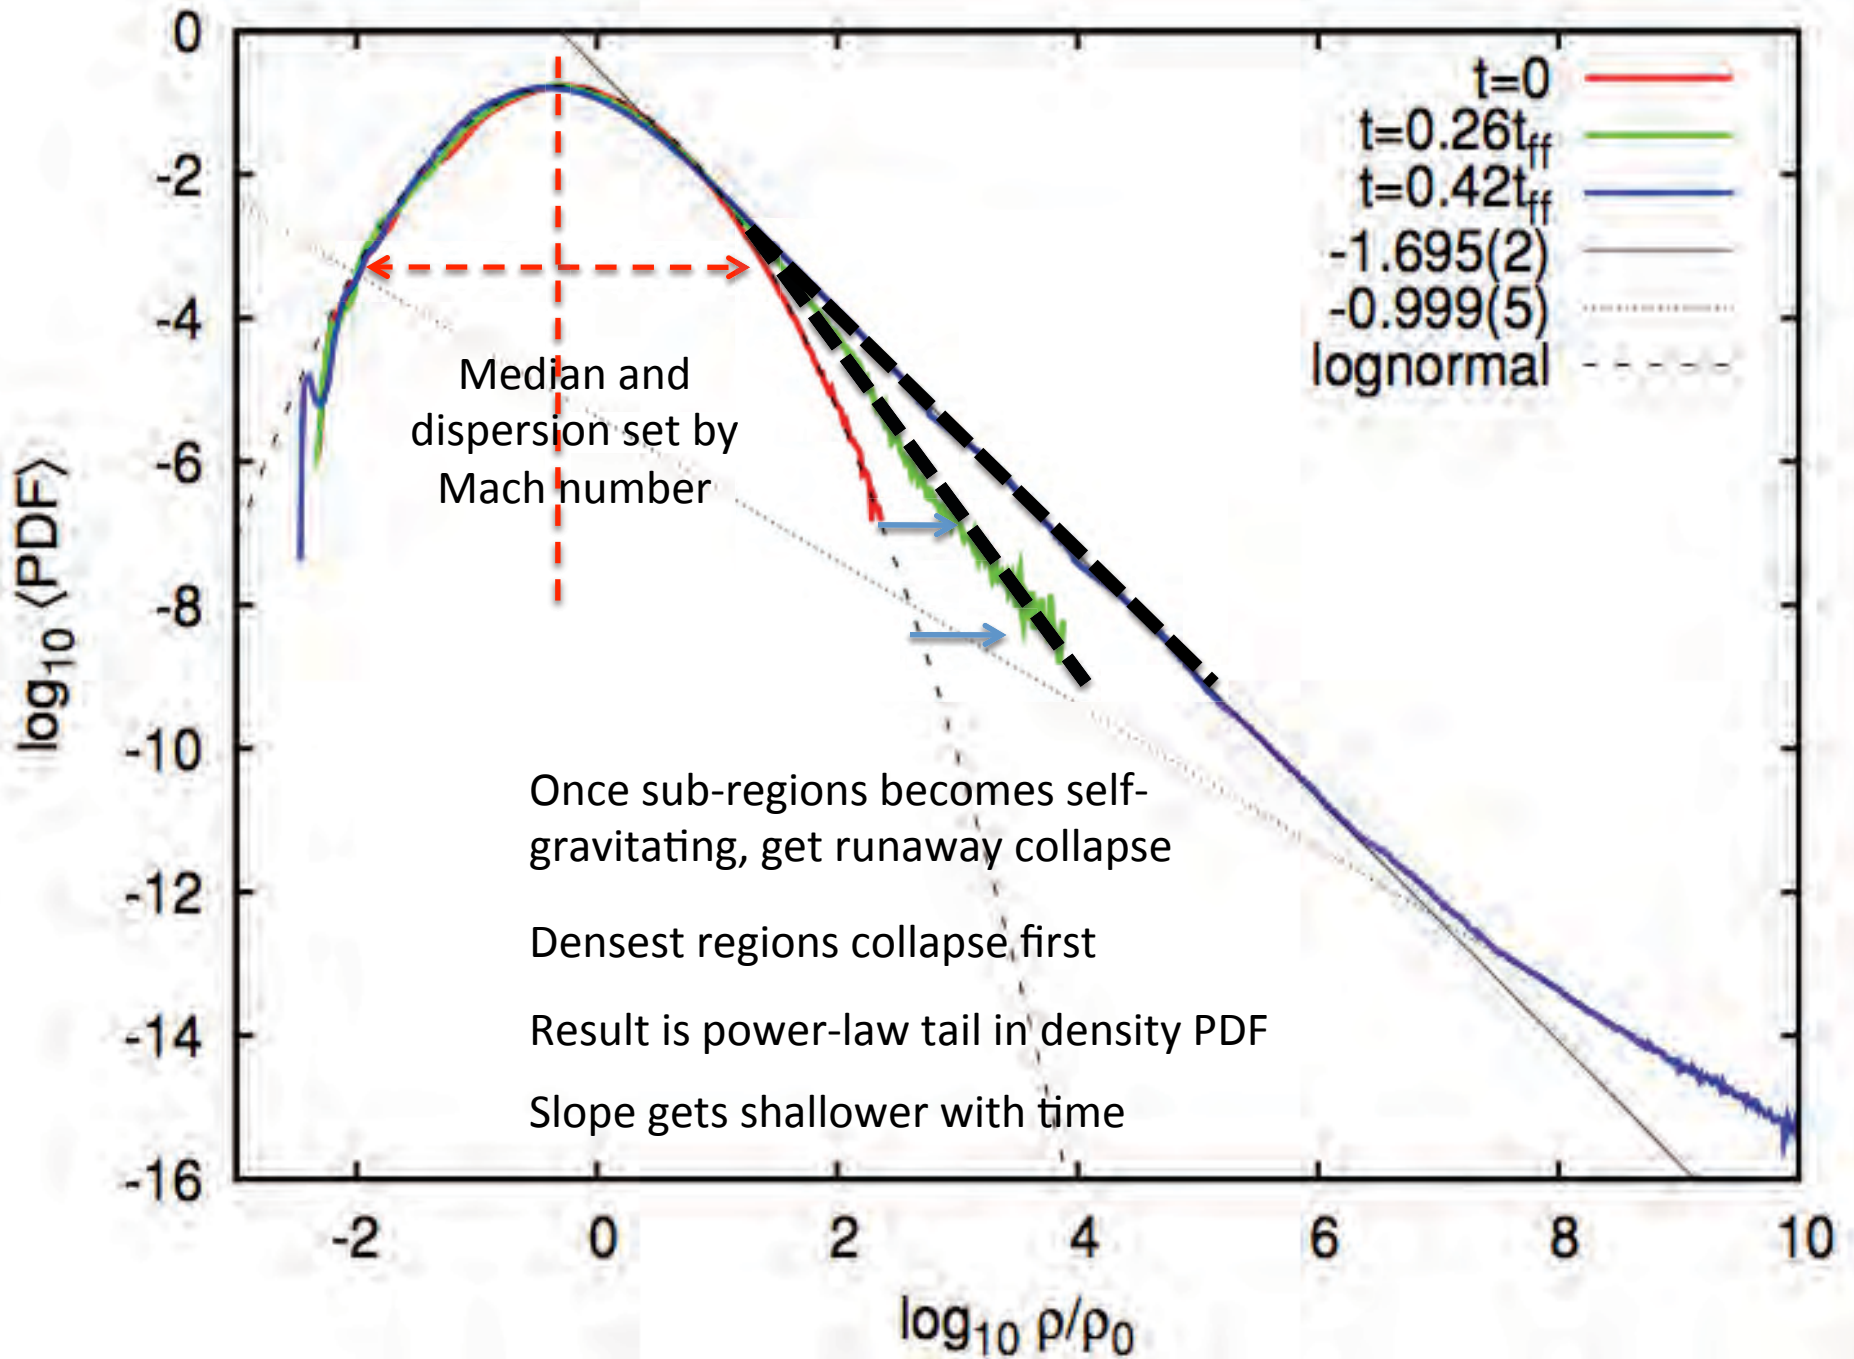 t=0
t=0.26tff
t=0.42tff
-1.695(2)
-0.999(5)
lognormal
0
-2
-4
-6
-8
-10
-12
-14
-16
log10 ⟨PDF⟩
Median and
dispersion set by
Mach number
Once sub-regions becomes self-
gravitating, get runaway collapse
Densest regions collapse first
Result is power-law tail in density PDF
Slope gets shallower with time
-2 0 2 4 6 8 10
log10 ρ/ρ0